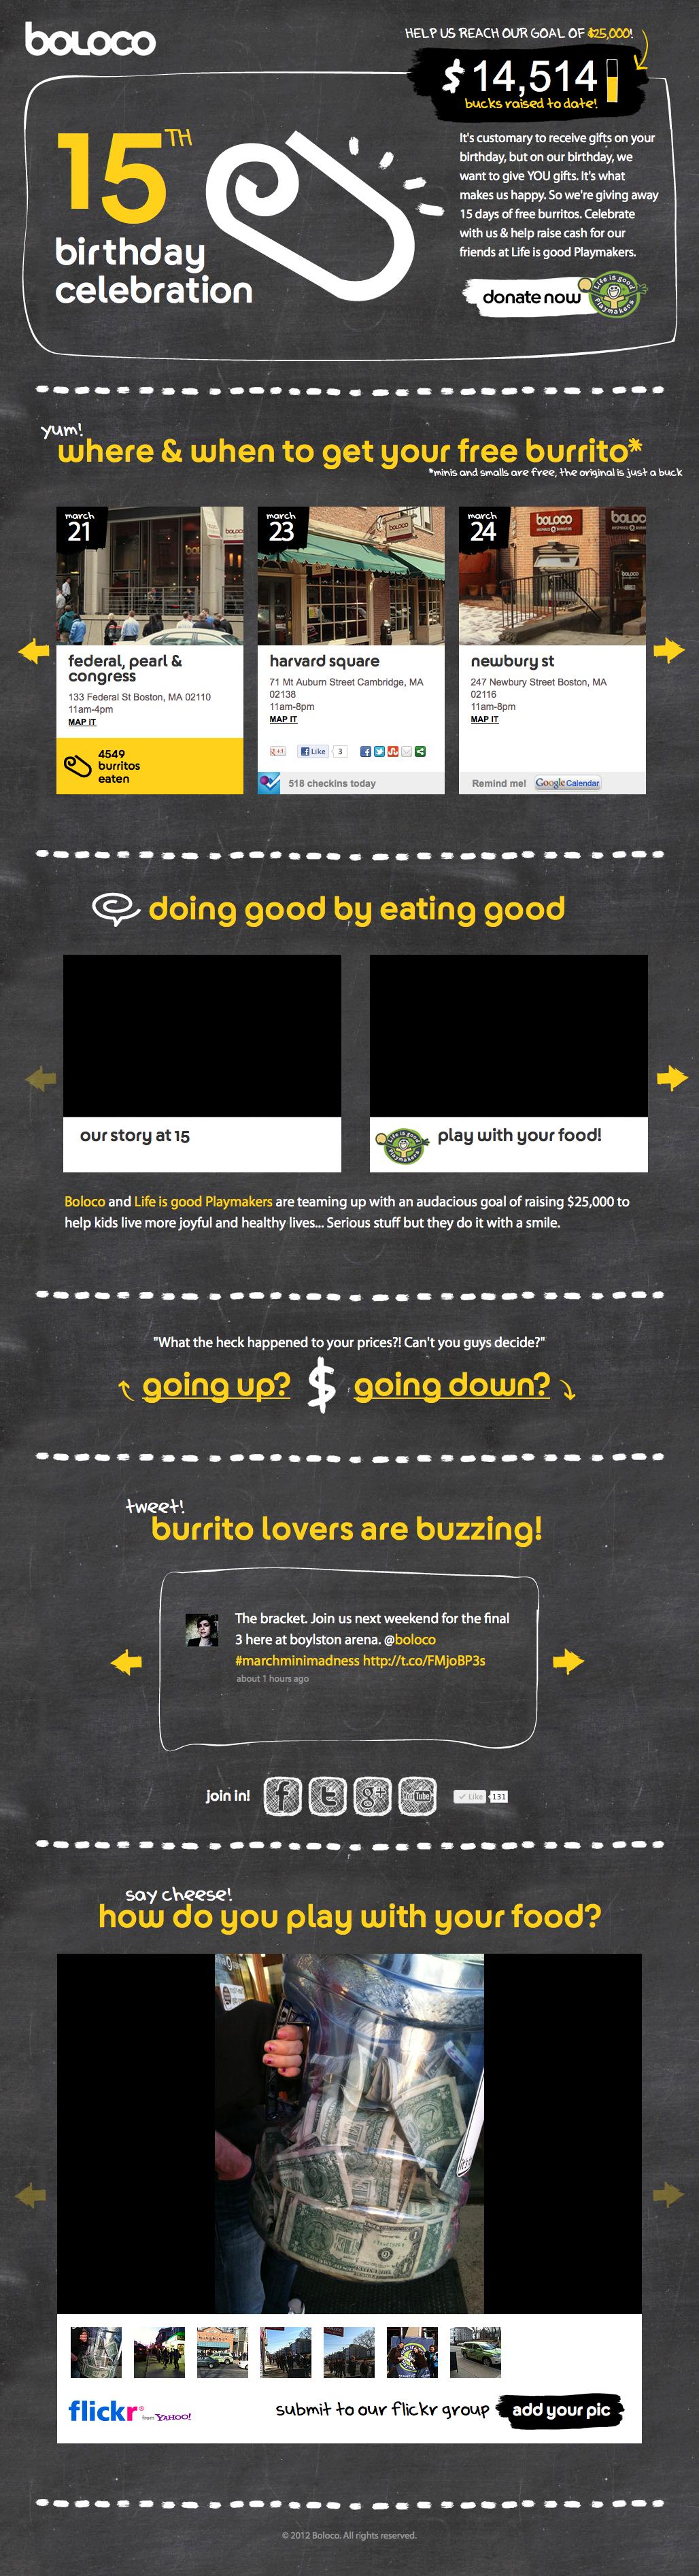 boloco
HELP US REACH OUR GOAL OF $25,000!
$14,514
bucks raised to date!
15TH
birthday
celebration
It's customary to receive gifts on your
birthday, but on our birthday, we
want to give YOU gifts. It's what
makes us happy. So we're giving away
15 days of free burritos. Celebrate
with us & help raise cash for our
friends at Life is good Playmakers.
donate now
Life is good
Playmakers
yum!
where & when to get your free burrito*
*minis and smalls are free, the original is just a buck
march
21
federal, pearl &
congress
133 Federal St Boston, MA 02110
11am-4pm
MAP IT
4549
burritos
eaten
march
23
boloco
harvard square
71 Mt Auburn Street Cambridge, MA
02138
11am-8pm
MAP IT
+1
Like 3
518 checkins today
march
24
boloco
boloco
newbury st
247 Newbury Street Boston, MA
02116
11am-8pm
MAP IT
Remind me! Google Calendar
doing good by eating good
our story at 15
Life is good
Playmakers
play with your food!
Boloco and Life is good Playmakers are teaming up with an audacious goal of raising $25,000 to
help kids live more joyful and healthy lives... Serious stuff but they do it with a smile.
"What the heck happened to your prices?! Can't you guys decide?"
going up? $ going down?
tweet!
burrito lovers are buzzing!
The bracket. Join us next weekend for the final
3 here at boylston arena. @boloco
#marchminimadness http://t.co/FMjoBP3s
about 1 hours ago
join in! f t g+ You Tube Like 131
say cheese!
how do you play with your food?
flickr from YAHOO!
submit to our flickr group add your pic
© 2012 Boloco. All rights reserved.